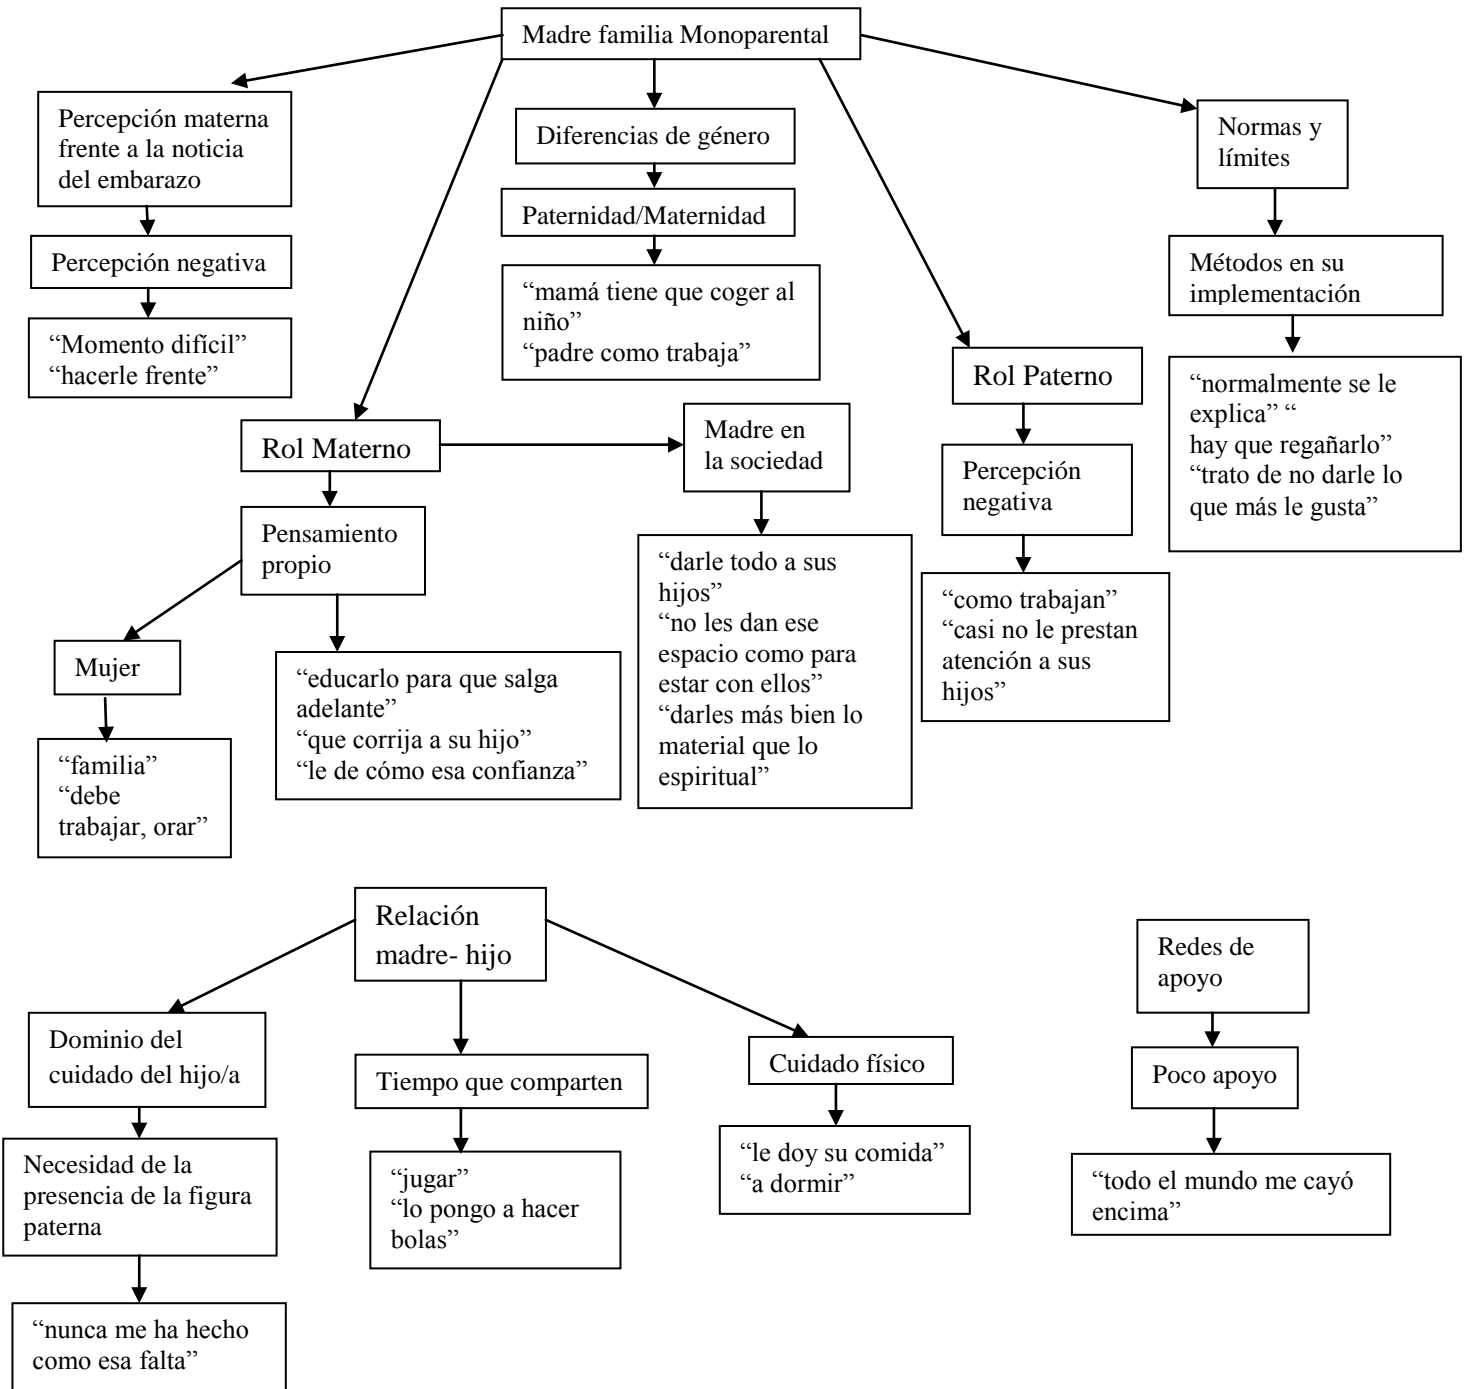 Madre familia Monoparental
Percepción materna
frente a la noticia
del embarazo
Percepción negativa
“Momento difícil”
“hacerle frente”
Diferencias de género
Paternidad/Maternidad
“mamá tiene que coger al
niño”
“padre como trabaja”
Normas y
límites
Métodos en su
implementación
“normalmente se le
explica” “
hay que regañarlo”
“trato de no darle lo
que más le gusta”
Rol Paterno
Percepción
negativa
“como trabajan”
“casi no le prestan
atención a sus
hijos”
Rol Materno
Madre en
la sociedad
“darle todo a sus
hijos”
“no les dan ese
espacio como para
estar con ellos”
“darles más bien lo
material que lo
espiritual”
Pensamiento
propio
Mujer
“familia”
“debe
trabajar, orar”
“educarlo para que salga
adelante”
“que corrija a su hijo”
“le de cómo esa confianza”
Relación
madre- hijo
Dominio del
cuidado del hijo/a
Necesidad de la
presencia de la figura
paterna
“nunca me ha hecho
como esa falta”
Tiempo que comparten
“jugar”
“lo pongo a hacer
bolas”
Cuidado físico
“le doy su comida”
“a dormir”
Redes de
apoyo
Poco apoyo
“todo el mundo me cayó
encima”